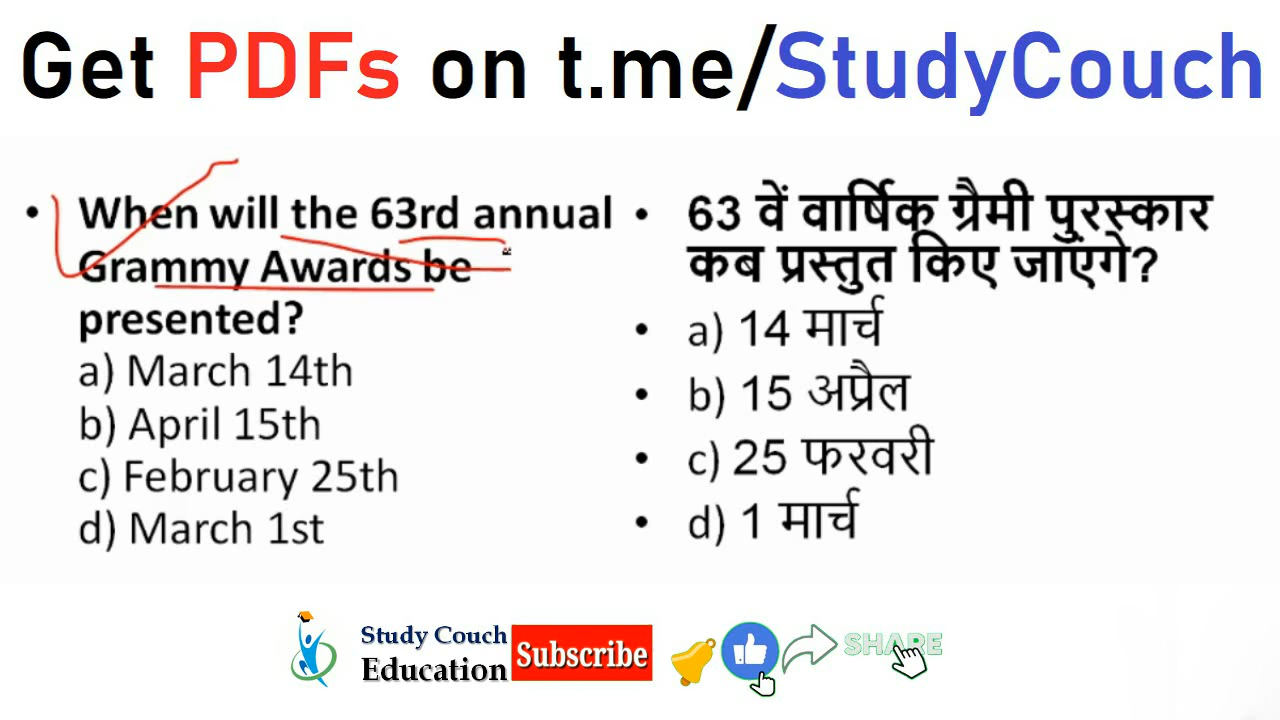 Get PDFs on t.me/StudyCouch
• When will the 63rd annual
Grammy Awards be
presented?
a) March 14th
b) April 15th
c) February 25th
d) March 1st
• 63 वें वार्षिक ग्रैमी पुरस्कार
कब प्रस्तुत किए जाएंगे?
• a) 14 मार्च
• b) 15 अप्रैल
• c) 25 फरवरी
• d) 1 मार्च
Study Couch
Education
Subscribe
SHARE